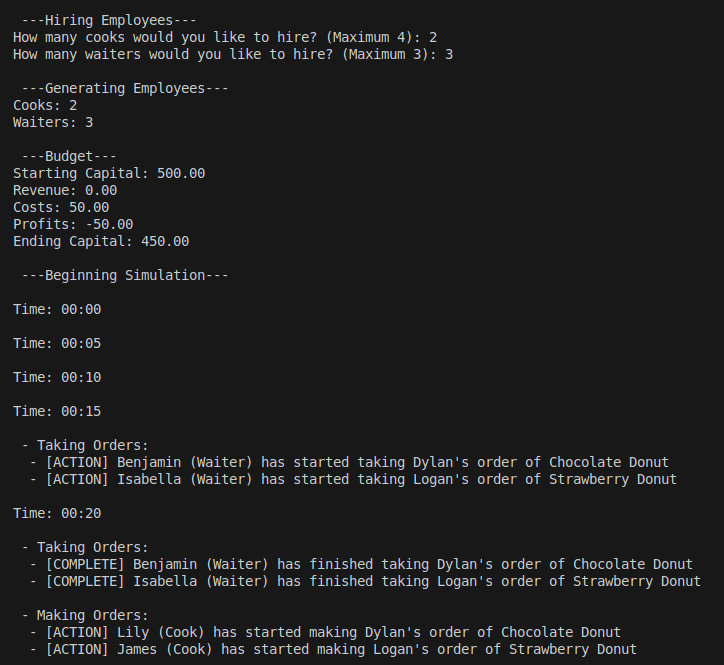 ---Hiring Employees---
How many cooks would you like to hire? (Maximum 4): 2
How many waiters would you like to hire? (Maximum 3): 3
---Generating Employees---
Cooks: 2
Waiters: 3
---Budget---
Starting Capital: 500.00
Revenue: 0.00
Costs: 50.00
Profits: -50.00
Ending Capital: 450.00
---Beginning Simulation---
Time: 00:00
Time: 00:05
Time: 00:10
Time: 00:15
- Taking Orders:
- [ACTION] Benjamin (Waiter) has started taking Dylan's order of Chocolate Donut
- [ACTION] Isabella (Waiter) has started taking Logan's order of Strawberry Donut
Time: 00:20
- Taking Orders:
- [COMPLETE] Benjamin (Waiter) has finished taking Dylan's order of Chocolate Donut
- [COMPLETE] Isabella (Waiter) has finished taking Logan's order of Strawberry Donut
- Making Orders:
- [ACTION] Lily (Cook) has started making Dylan's order of Chocolate Donut
- [ACTION] James (Cook) has started making Logan's order of Strawberry Donut